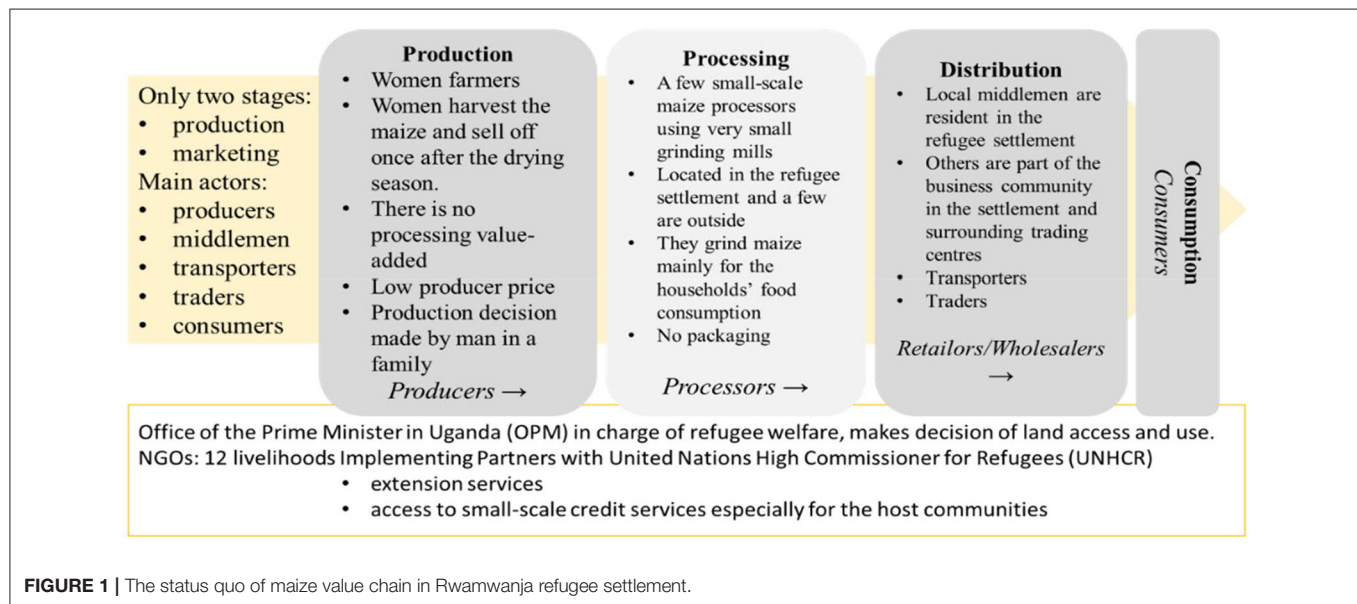 Only two stages:
• production
• marketing
Main actors:
• producers
• middlemen
• transporters
• traders
• consumers
Production
• Women farmers
• Women harvest the
maize and sell off
once after the drying
season.
• There is no
processing value-
added
• Low producer price
• Production decision
made by man in a
family
Producers →
Processing
• A few small-scale
maize processors
using very small
grinding mills
• Located in the refugee
settlement and a few
are outside
• They grind maize
mainly for the
households’ food
consumption
• No packaging
Processors →
Distribution
• Local middlemen are
resident in the
refugee settlement
• Others are part of the
business community
in the settlement and
surrounding trading
centres
• Transporters
• Traders
Retailors/Wholesalers
→
Consumption
Consumers
Office of the Prime Minister in Uganda (OPM) in charge of refugee welfare, makes decision of land access and use.
NGOs: 12 livelihoods Implementing Partners with United Nations High Commissioner for Refugees (UNHCR)
• extension services
• access to small-scale credit services especially for the host communities
FIGURE 1 | The status quo of maize value chain in Rwamwanja refugee settlement.